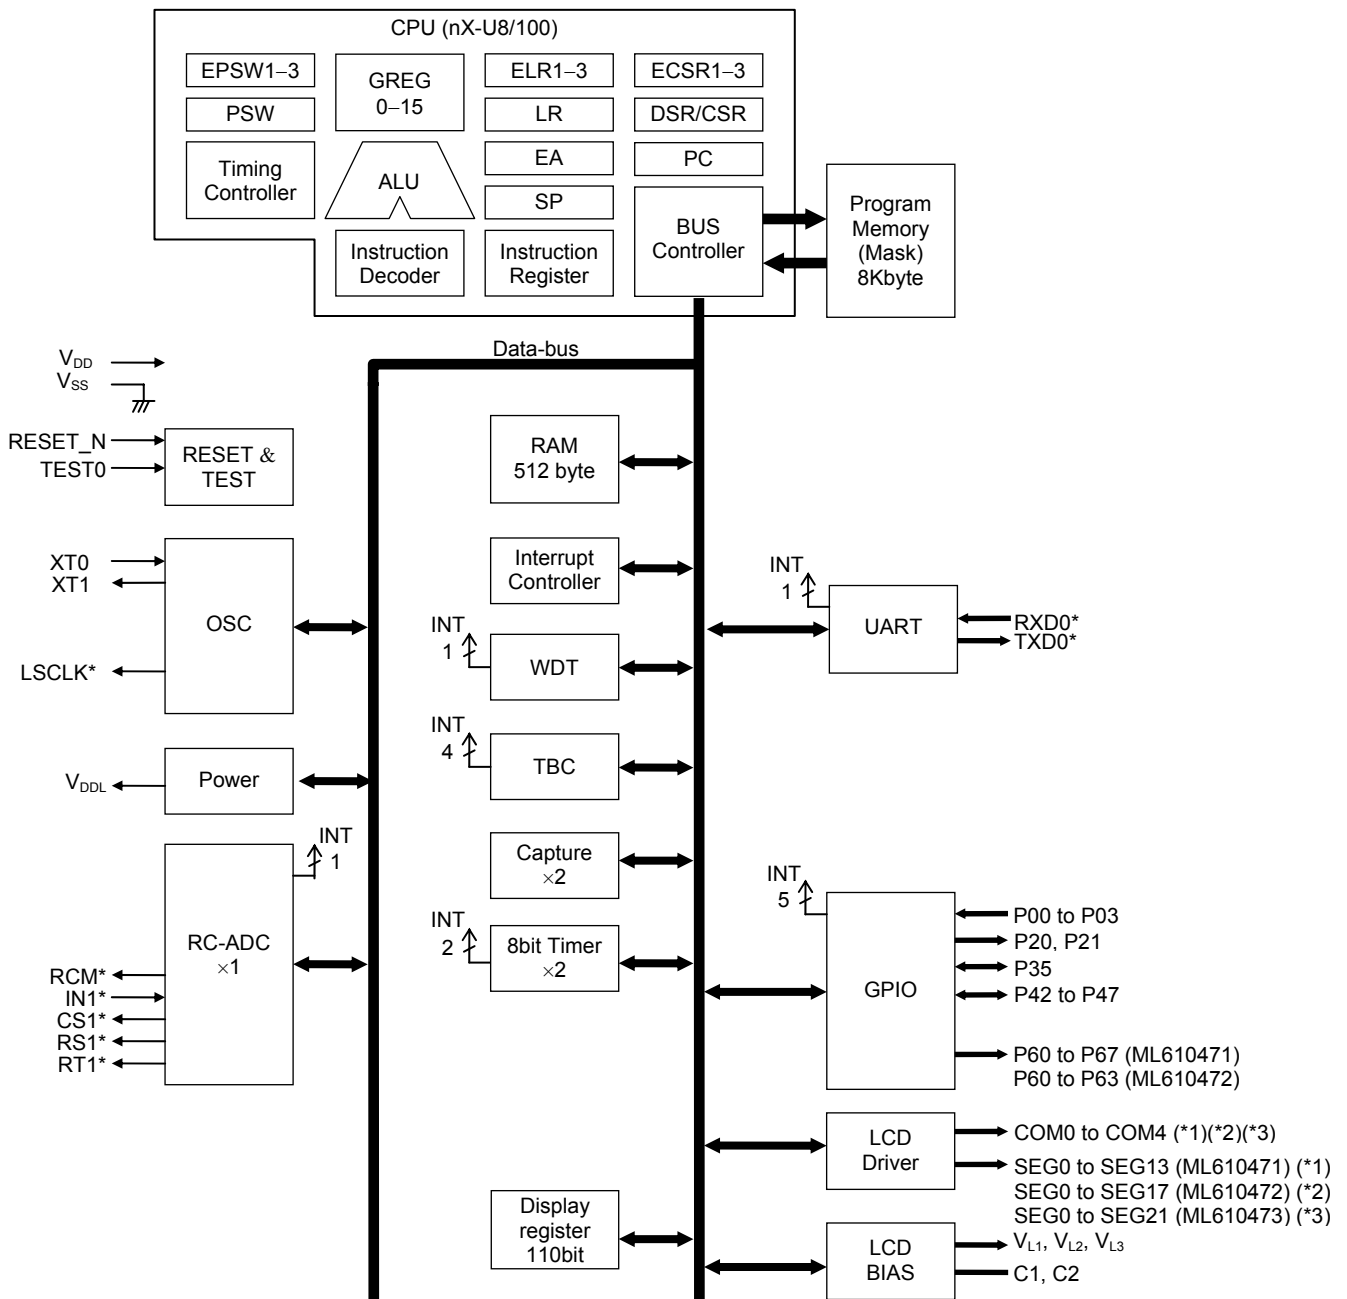 CPU (nX-U8/100)
EPSW1–3
GREG
0–15
ELR1–3
ECSR1–3
PSW
LR
DSR/CSR
Timing
Controller
ALU
EA
PC
SP
BUS
Controller
Program
Memory
(Mask)
8Kbyte
Instruction
Decoder
Instruction
Register
Data-bus
VDD
VSS
RESET_N
TEST0
RESET &
TEST
RAM
512 byte
XT0
XT1
OSC
LSCLK*
Interrupt
Controller
INT
1
WDT
INT
1
UART
RXD0*
TXD0*
INT
4
TBC
VDDL
Power
INT
1
RC-ADC
×1
RCM*
IN1*
CS1*
RS1*
RT1*
Capture
×2
INT
2
8bit Timer
×2
INT
5
GPIO
P00 to P03
P20, P21
P35
P42 to P47
P60 to P67 (ML610471)
P60 to P63 (ML610472)
LCD
Driver
COM0 to COM4 (*1)(*2)(*3)
SEG0 to SEG13 (ML610471) (*1)
SEG0 to SEG17 (ML610472) (*2)
SEG0 to SEG21 (ML610473) (*3)
Display
register
110bit
LCD
BIAS
VL1, VL2, VL3
C1, C2